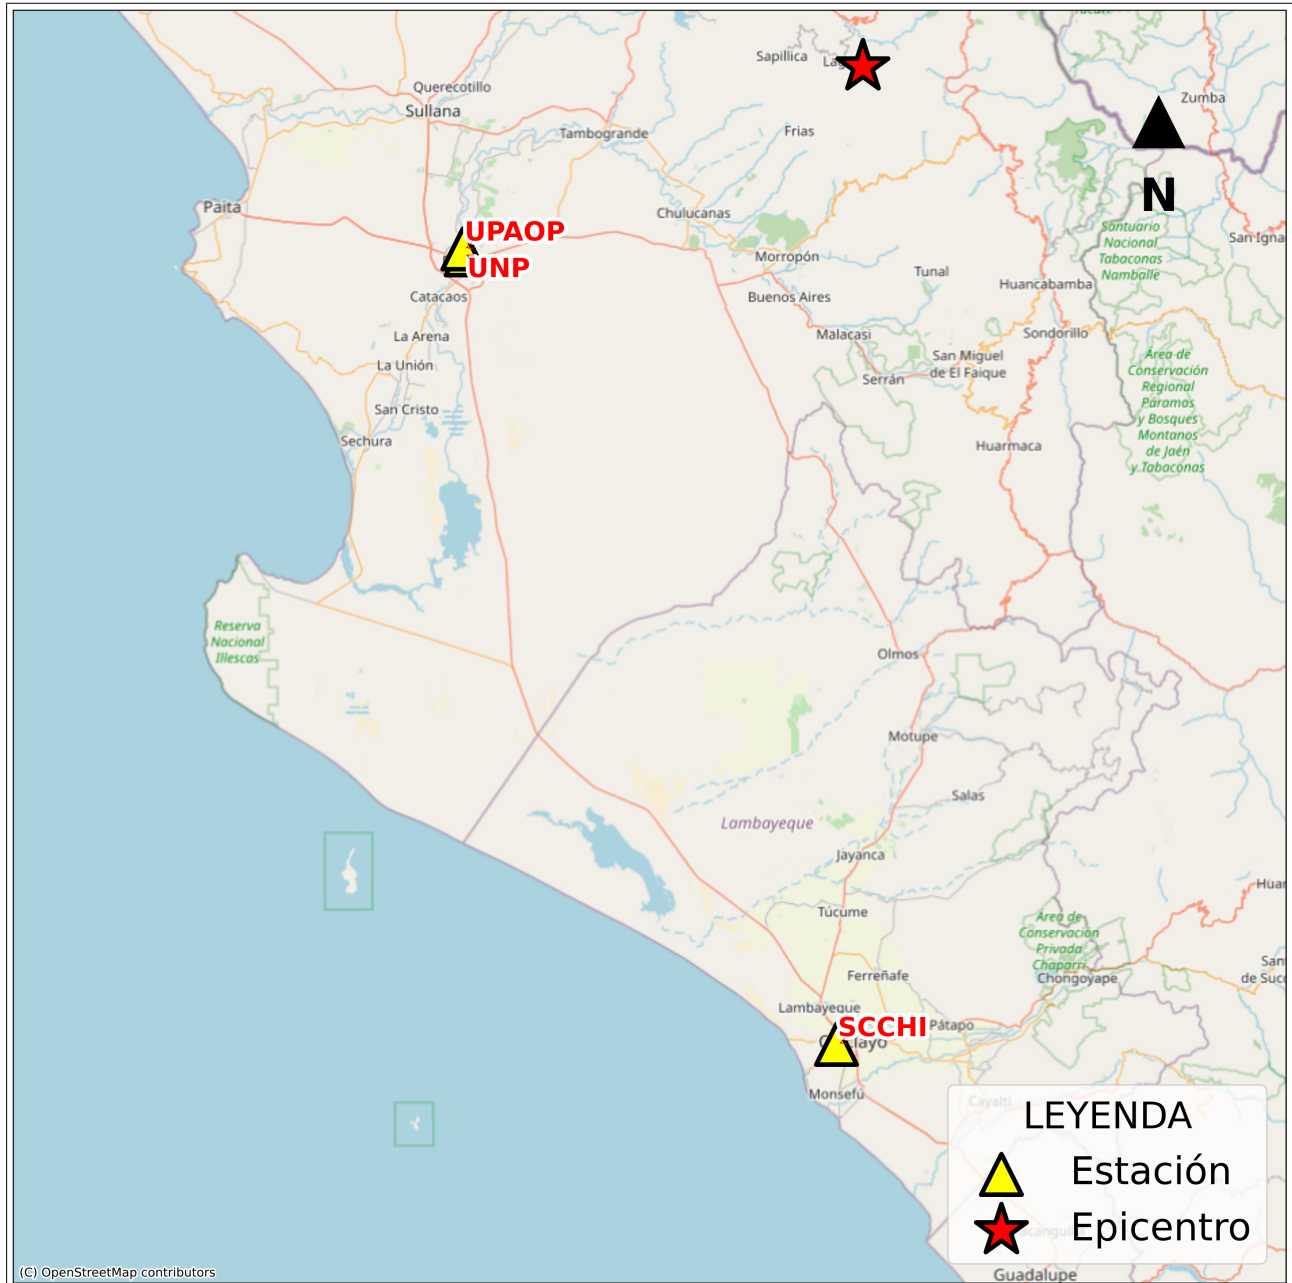 Sapillica
Querecotillo
Sullana
Zumba
Tambogrande
Frias
N
Paita
Chulucanas
UPAOP
UNP
Santuario
Nacional
Tabaconas
Namballe
Morropón
Tunal
Huancabamba
Catacaos
Buenos Aires
La Arena
Malacasi
Sondorillo
La Unión
San Miguel
de El Faique
Serrán
Área de
Conservación
Regional
Páramos
y Bosques
Montanos
de Jaén
y Tabaconas
San Cristo
Sechura
Huarmaca
Reserva
Nacional
Illescas
Olmos
Motupe
Salas
Lambayeque
Jayanca
Túcume
Área de
Conservación
Privada
Chaparrí
Chongoyape
Ferreñafe
Lambayeque
SCCHI
Pátapo
Monsefú
Cayaltí
LEYENDA
Estación
Epicentro
Guadalupe
(C) OpenStreetMap contributors